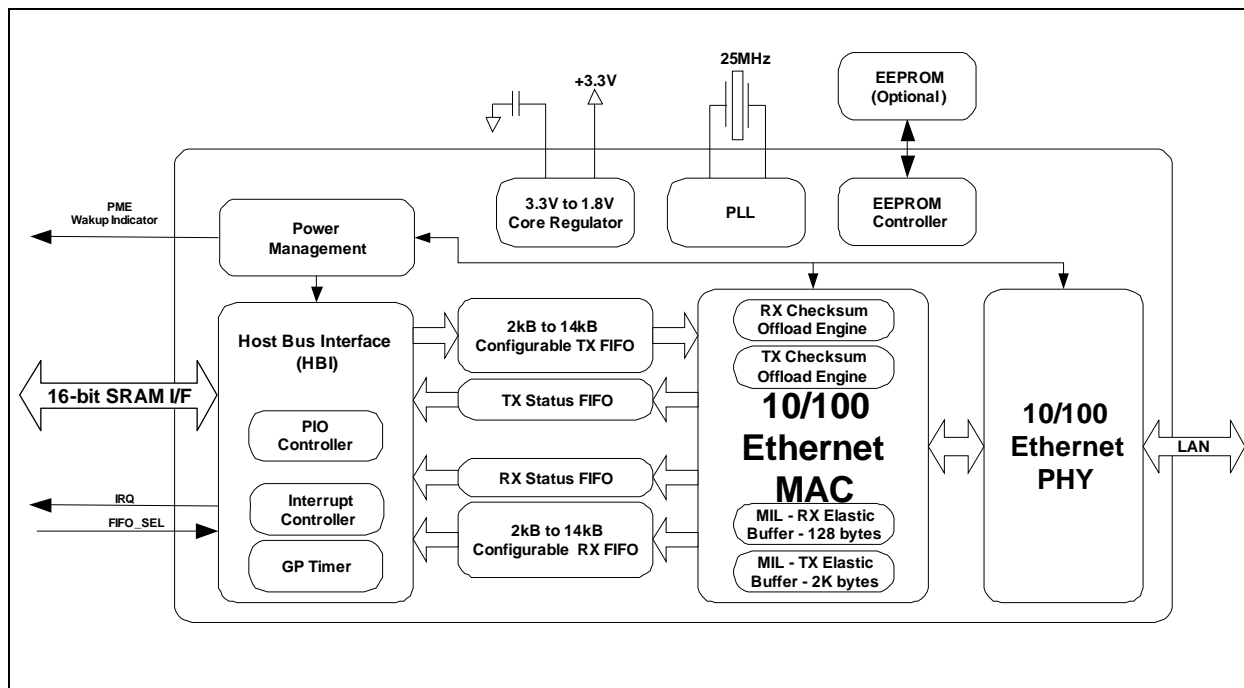 25MHz
+3.3V
EEPROM
(Optional)
3.3V to 1.8V
Core Regulator
PLL
EEPROM
Controller
PME
Wakup Indicator
Power
Management
Host Bus Interface
(HBI)
2kB to 14kB
Configurable TX FIFO
RX Checksum
Offload Engine
TX Checksum
Offload Engine
16-bit SRAM I/F
TX Status FIFO
10/100
Ethernet
MAC
10/100
Ethernet
PHY
LAN
PIO
Controller
RX Status FIFO
IRQ
FIFO_SEL
Interrupt
Controller
2kB to 14kB
Configurable RX FIFO
MIL - RX Elastic
Buffer - 128 bytes
GP Timer
MIL - TX Elastic
Buffer - 2K bytes